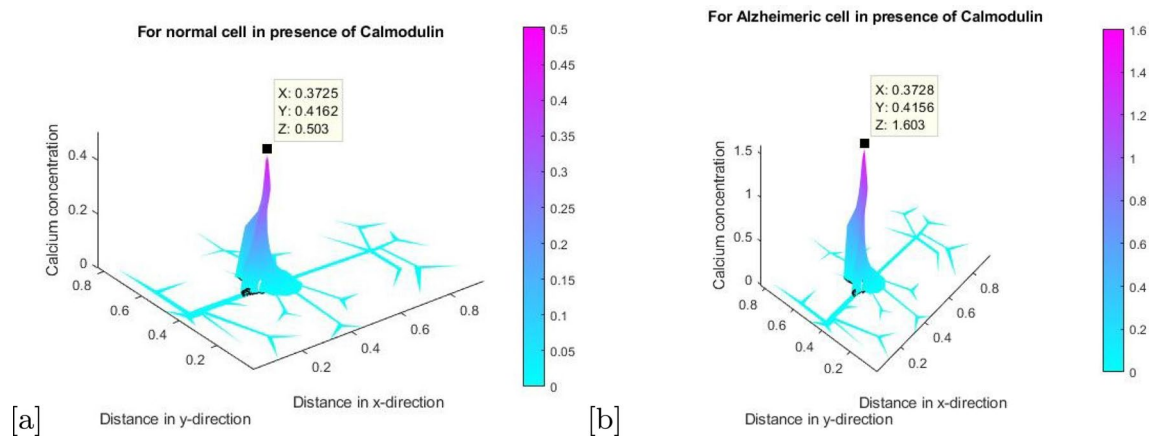 For normal cell in presence of Calmodulin
X: 0.3725
Y: 0.4162
Z: 0.503
Calcium concentration
0.4
0.2
0
0.8
0.6
0.4
0.2
0.2
0.4
0.6
0.8
Distance in x-direction
Distance in y-direction
0.5
0.45
0.4
0.35
0.3
0.25
0.2
0.15
0.1
0.05
0
[a]
For Alzheimeric cell in presence of Calmodulin
X: 0.3728
Y: 0.4156
Z: 1.603
Calcium concentration
1.5
1
0.5
0
0.8
0.6
0.4
0.2
0.2
0.4
0.6
0.8
Distance in x-direction
Distance in y-direction
1.6
1.4
1.2
1
0.8
0.6
0.4
0.2
0
[b]